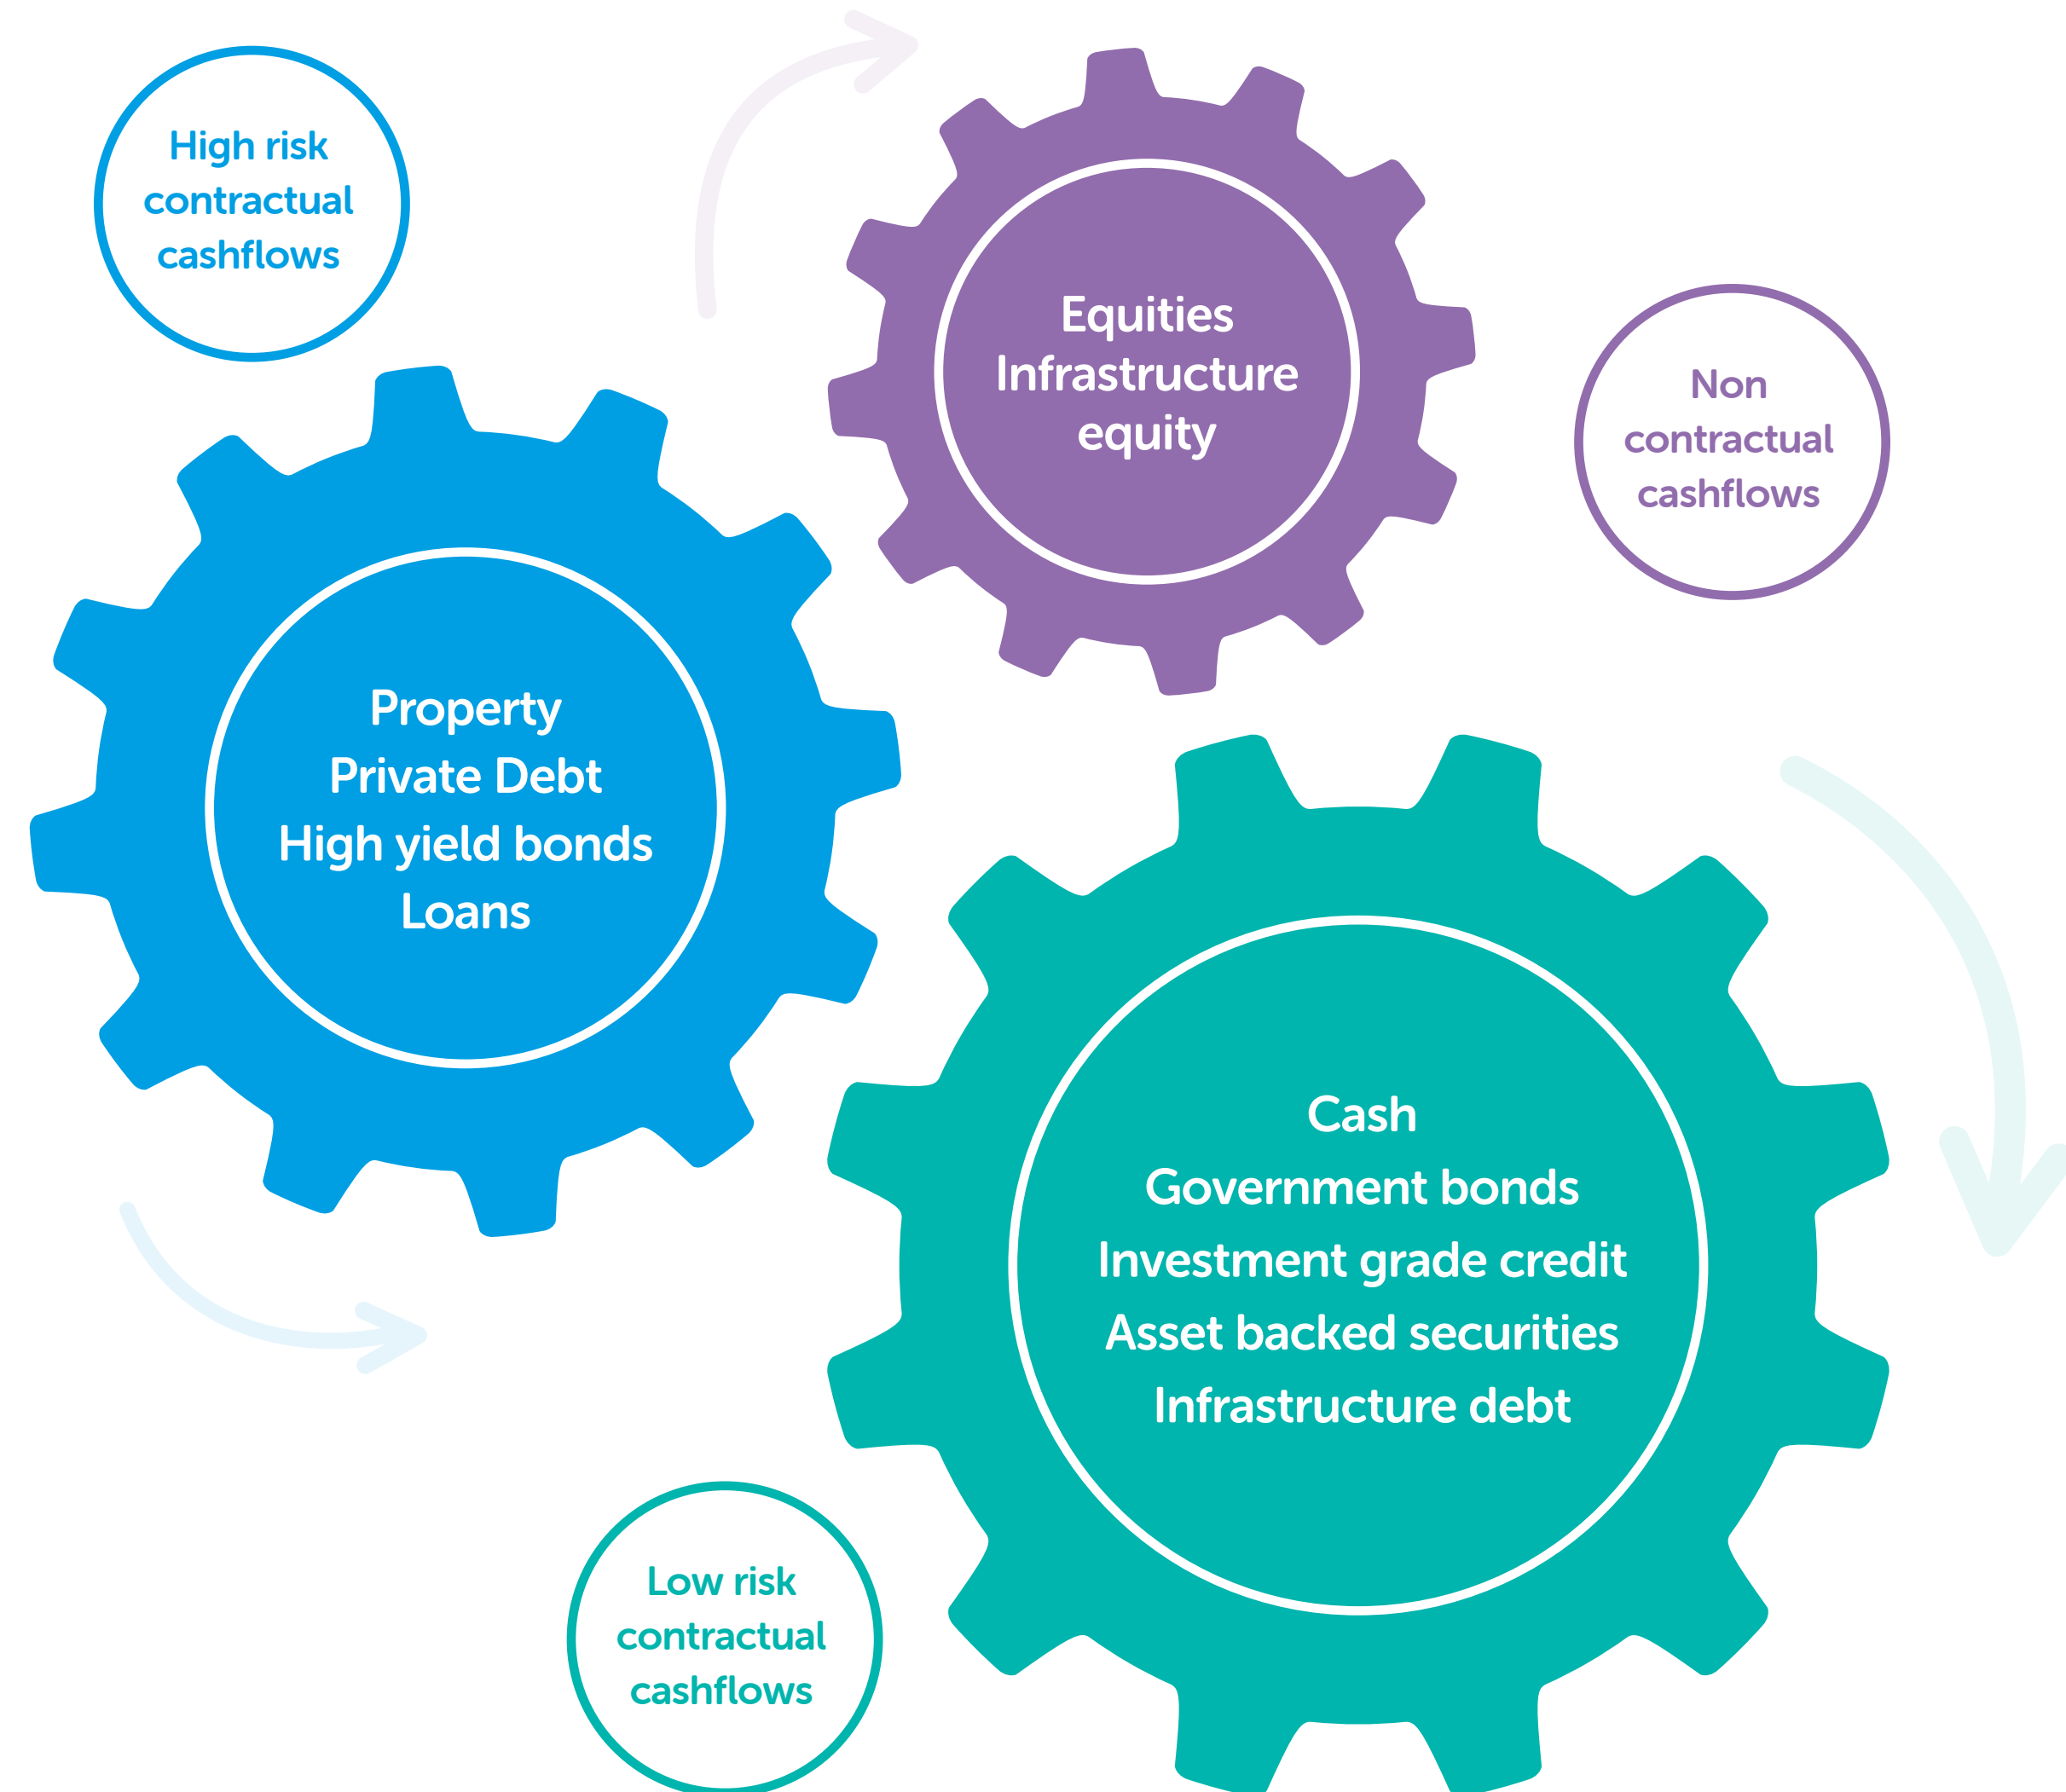 High risk
contractual
cashflows
Equities
Infrastructure
equity
Non
contractual
cashflows
Property
Private Debt
High yield bonds
Loans
Cash
Government bonds
Investment grade credit
Asset backed securities
Infrastructure debt
Low risk
contractual
cashflows